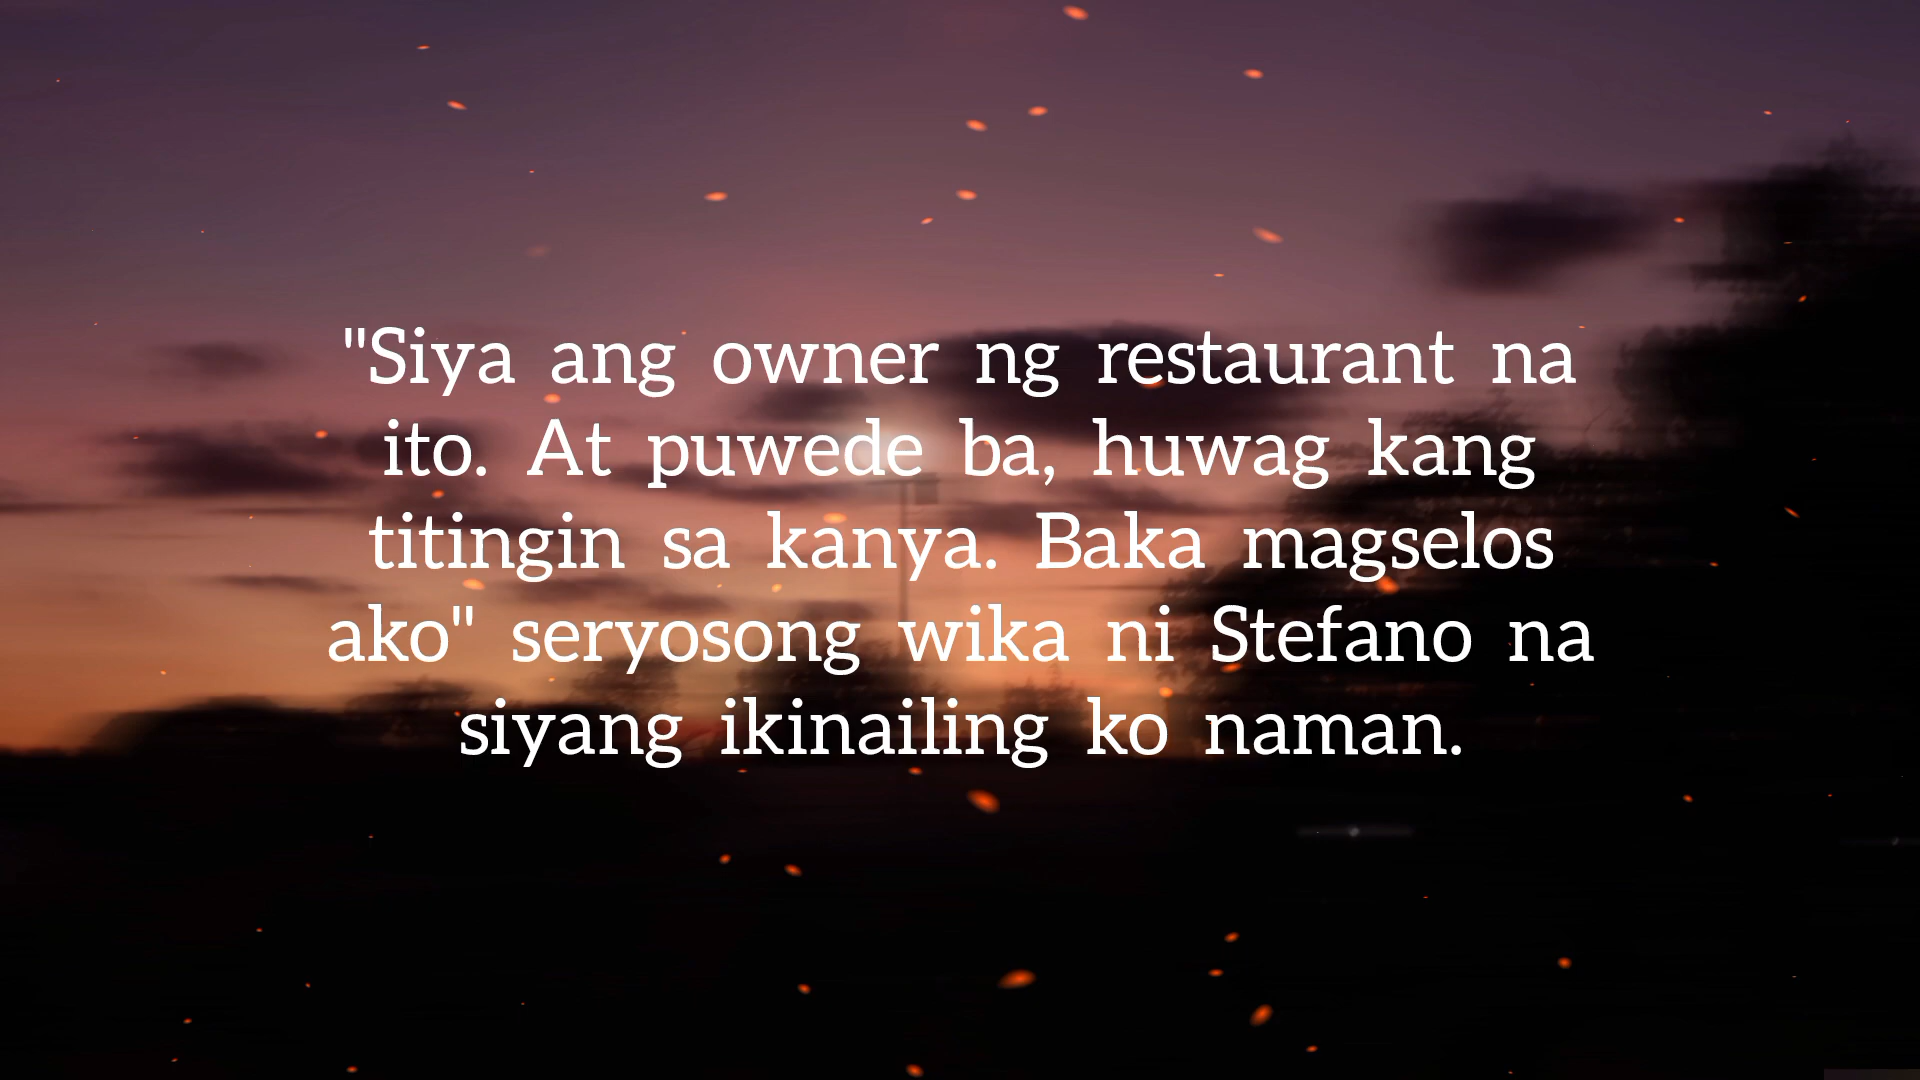 "Siya ang owner ng restaurant na
ito. At puwede ba, huwag kang
titingin sa kanya. Baka magselos
ako" seryosong wika ni Stefano na
siyang ikinailing ko naman.